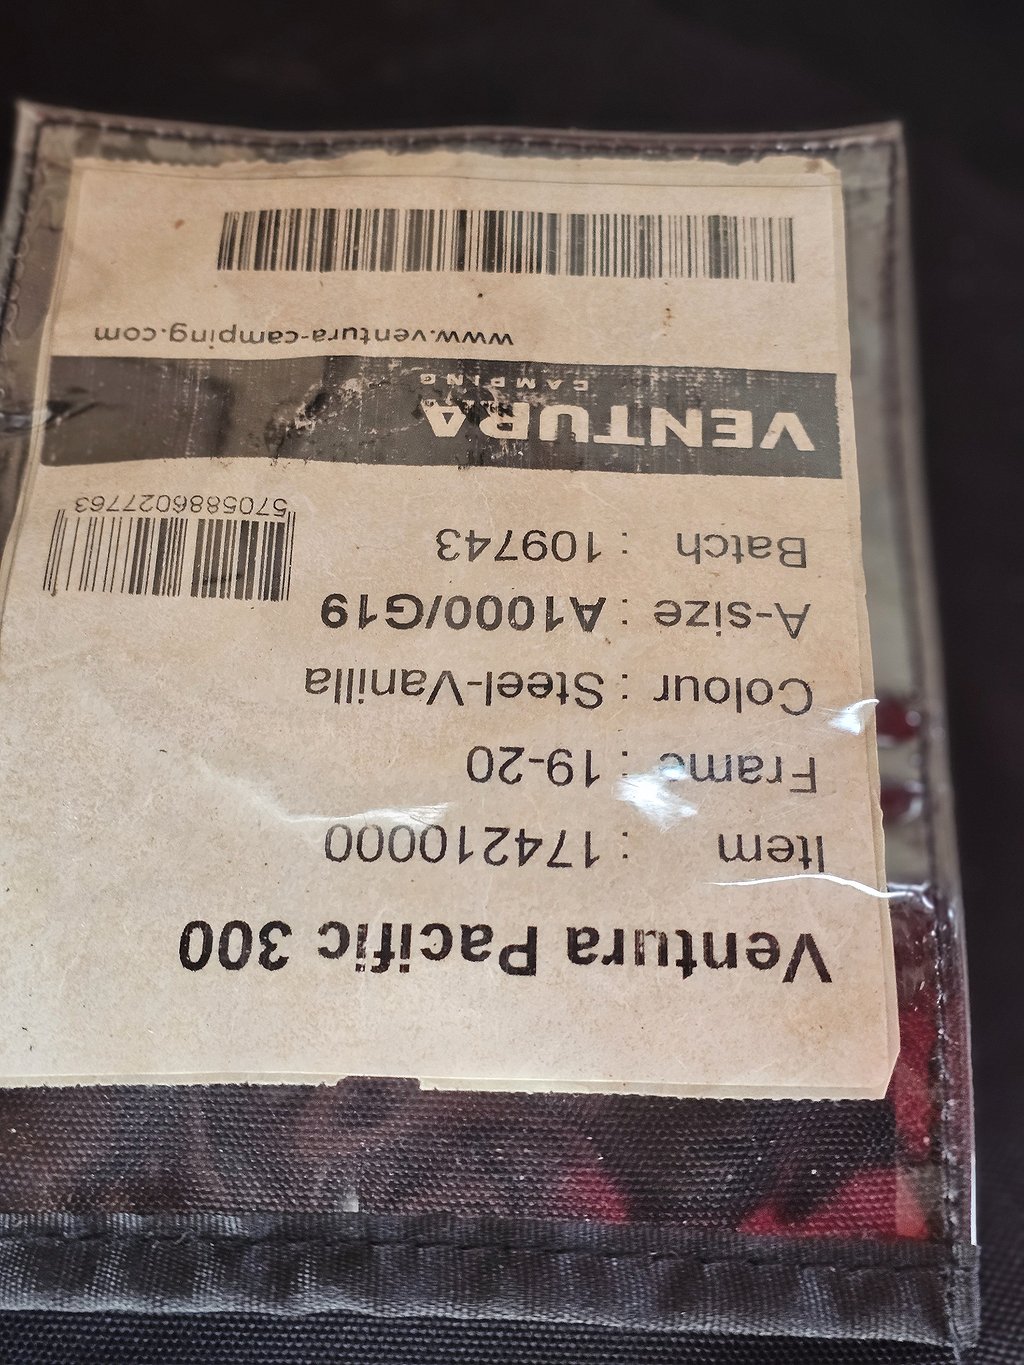 Ventura Pacific 300
Item : 174210000
Frame : 19-20
Colour : Steel-Vanilla
A-size : A1000/G19
Batch : 109743
5705886027763
VENTURA
CAMPING
www.ventura-camping.com